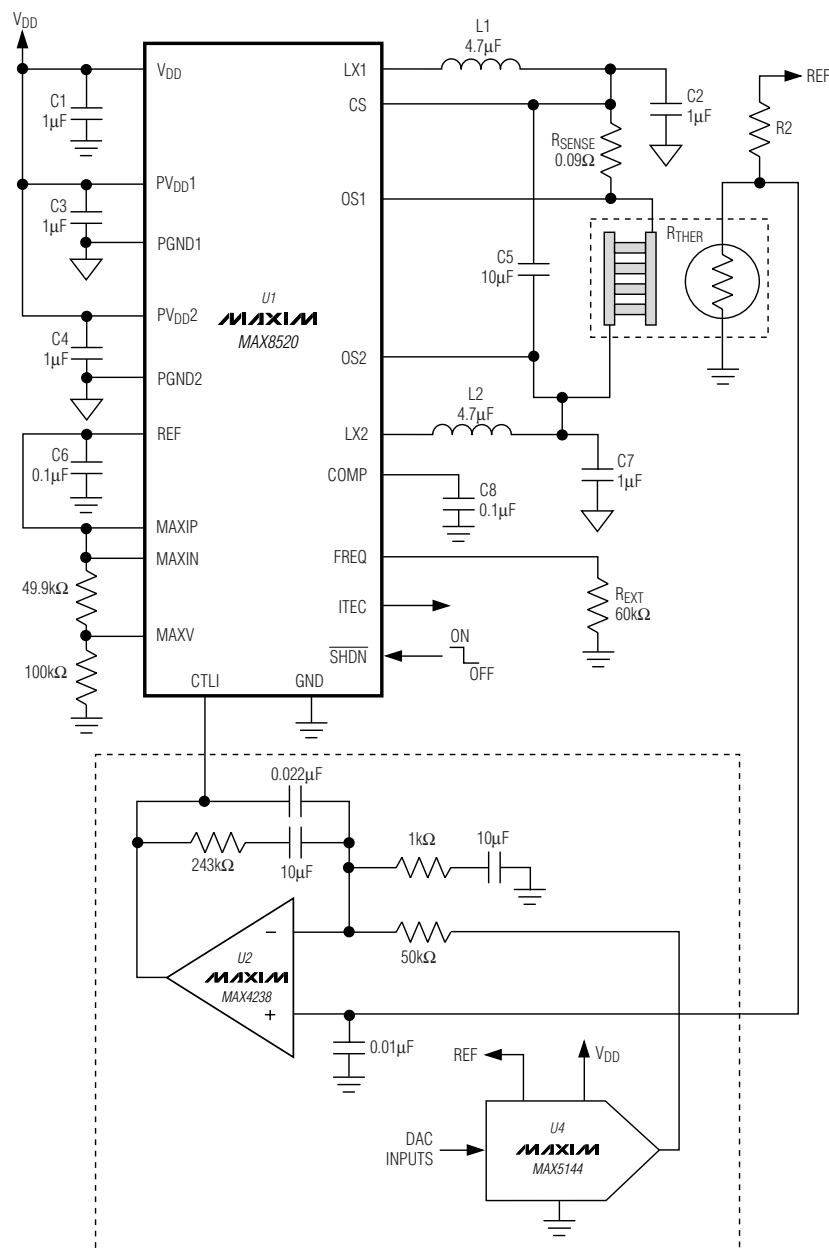 VDD
VDD
C1
1µF
PVDD1
C3
1µF
PGND1
PVDD2
C4
1µF
PGND2
REF
C6
0.1µF
MAXIP
MAXIN
49.9kΩ
MAXV
100kΩ
CTLI
GND
U1
MAXIM
MAX8520
LX1
CS
OS1
OS2
LX2
COMP
FREQ
ITEC
SHDN
L1
4.7µF
C2
1µF
RSENSE
0.09Ω
C5
10µF
RTHER
REF
R2
L2
4.7µF
C7
1µF
C8
0.1µF
REXT
60kΩ
ON
OFF
0.022µF
243kΩ
10µF
1kΩ
10µF
50kΩ
−
U2
MAXIM
MAX4238
+
0.01µF
REF
VDD
DAC
INPUTS
U4
MAXIM
MAX5144